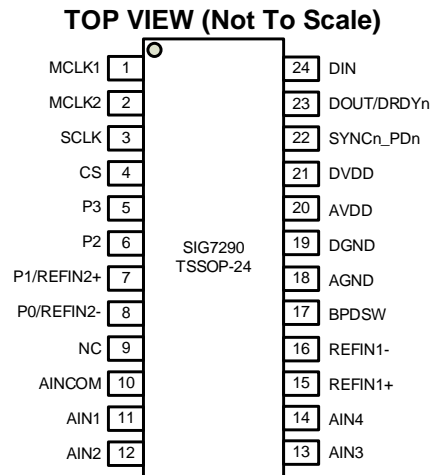 TOP VIEW (Not To Scale)
MCLK1 1 24 DIN
MCLK2 2 23 DOUT/DRDYn
SCLK 3 22 SYNCn_PDn
CS 4 21 DVDD
P3 5 20 AVDD
P2 6 19 DGND
SIG7290
TSSOP-24
P1/REFIN2+ 7 18 AGND
P0/REFIN2- 8 17 BPDSW
NC 9 16 REFIN1-
AINCOM 10 15 REFIN1+
AIN1 11 14 AIN4
AIN2 12 13 AIN3